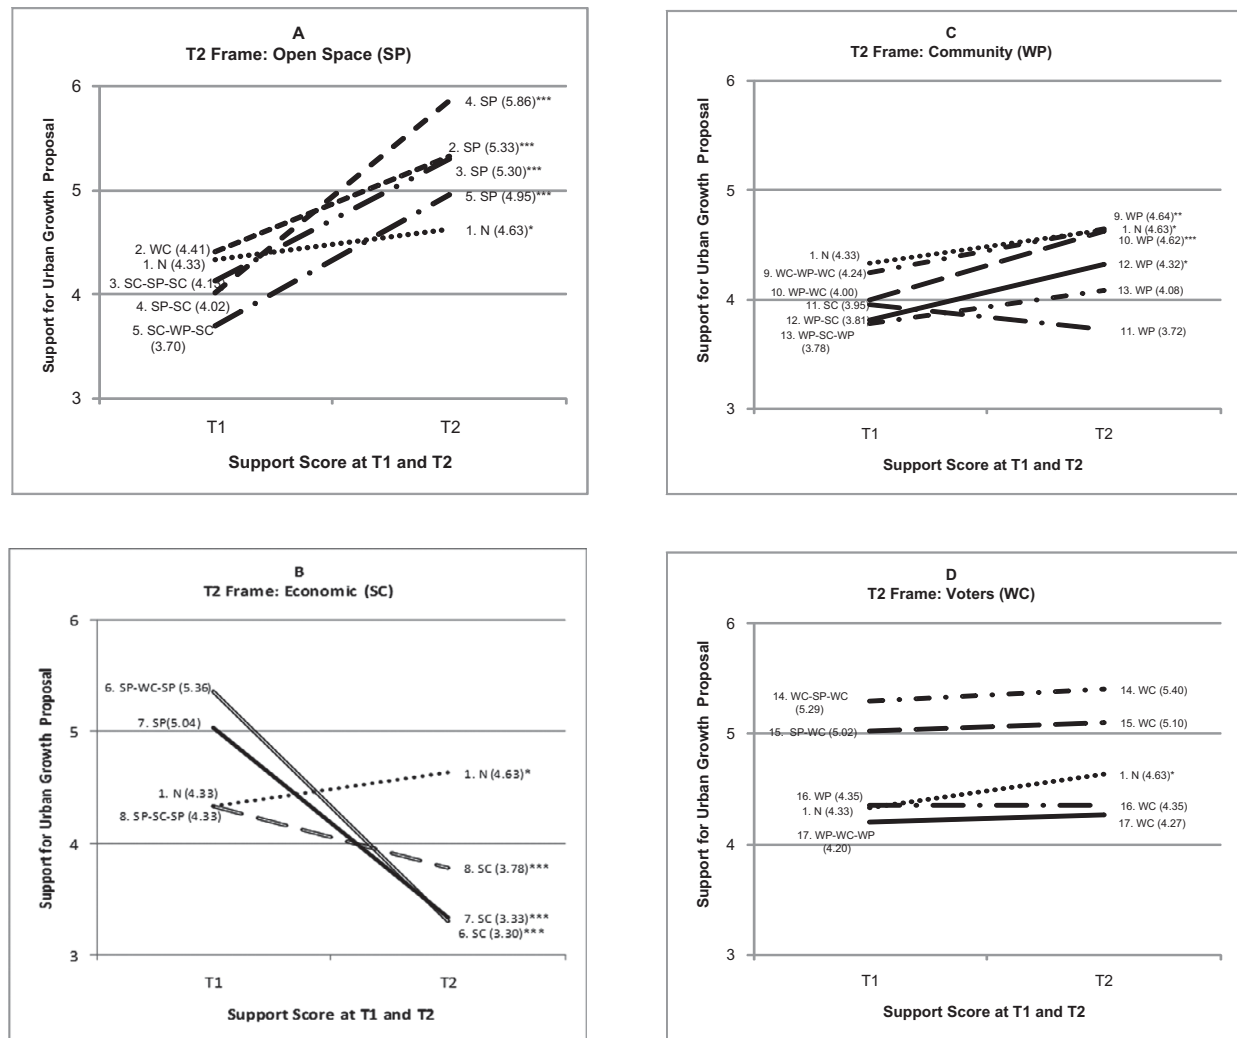 A
T2 Frame: Open Space (SP)
Support for Urban Growth Proposal
6
5
4
3
4. SP (5.86)***
2. SP (5.33)***
3. SP (5.30)***
5. SP (4.95)***
1. N (4.63)*
2. WC (4.41)
1. N (4.33)
3. SC-SP-SC (4.13)
4. SP-SC (4.02)
5. SC-WP-SC
(3.70)
T1
T2
Support Score at T1 and T2
C
T2 Frame: Community (WP)
Support for Urban Growth Proposal
6
5
4
3
9. WP (4.64)**
1. N (4.63)*
10. WP (4.62)***
12. WP (4.32)*
13. WP (4.08)
11. WP (3.72)
1. N (4.33)
9. WC-WP-WC (4.24)
10. WP-WC (4.00)
11. SC (3.95)
12. WP-SC (3.81)
13. WP-SC-WP
(3.78)
T1
T2
Support Score at T1 and T2
B
T2 Frame: Economic (SC)
Support for Urban Growth Proposal
6
5
4
3
6. SP-WC-SP (5.36)
7. SP(5.04)
1. N (4.33)
8. SP-SC-SP (4.33)
1. N (4.63)*
8. SC (3.78)***
7. SC (3.33)***
6. SC (3.30)***
T1
T2
Support Score at T1 and T2
D
T2 Frame: Voters (WC)
Support for Urban Growth Proposal
6
5
4
3
14. WC-SP-WC
(5.29)
15. SP-WC (5.02)
16. WP (4.35)
1. N (4.33)
17. WP-WC-WP
(4.20)
14. WC (5.40)
15. WC (5.10)
1. N (4.63)*
16. WC (4.35)
17. WC (4.27)
T1
T2
Support Score at T1 and T2